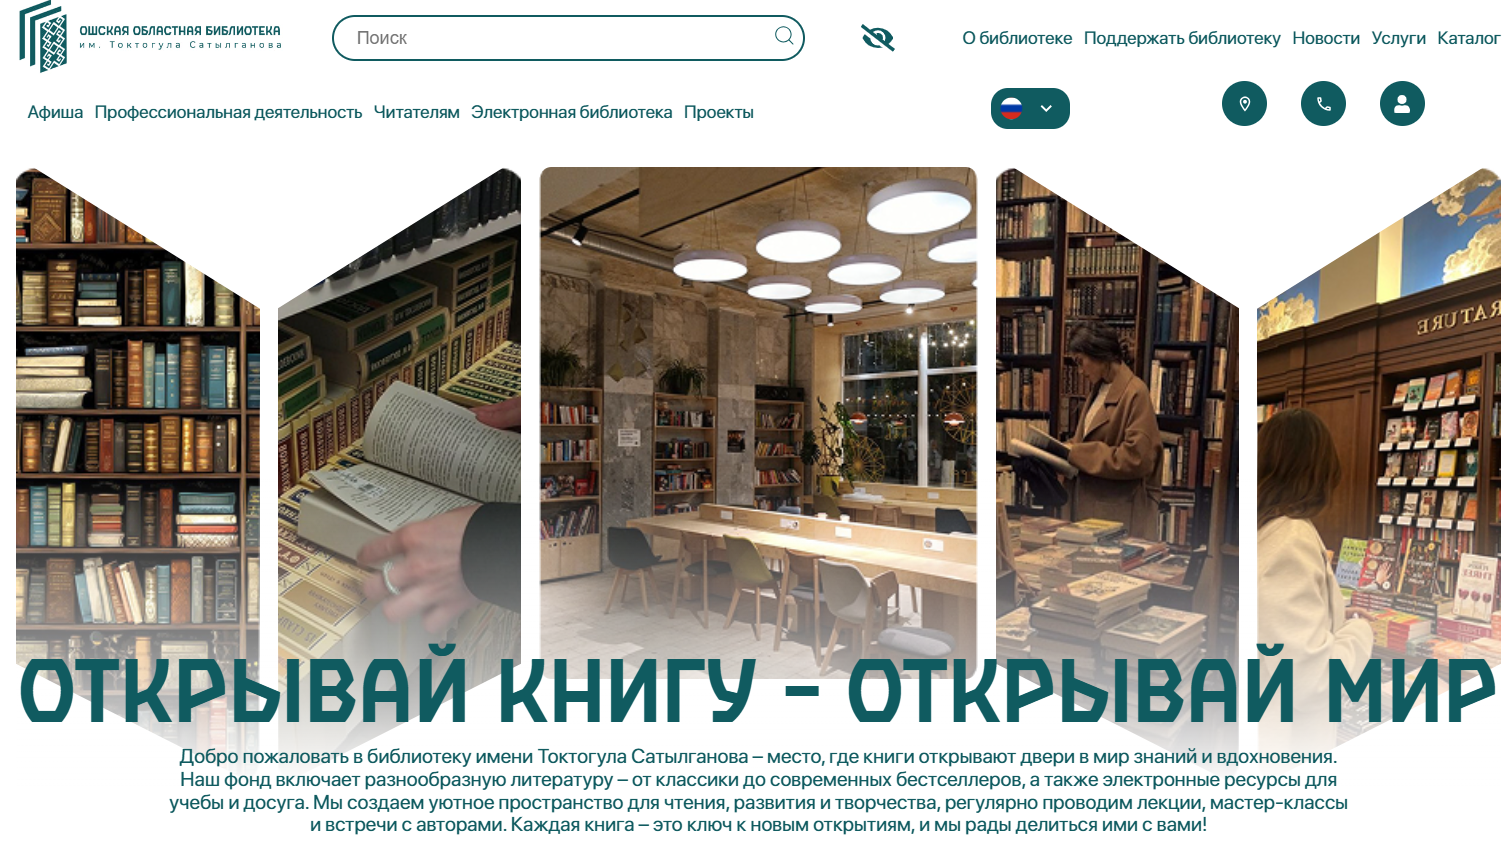 ОШСКАЯ ОБЛАСТНАЯ БИБЛИОТЕКА
им. Токтогула Сатылганова
Поиск
О библиотеке Поддержать библиотеку Новости Услуги Каталог
Афиша Профессиональная деятельность Читателям Электронная библиотека Проекты
ОТКРЫВАЙ КНИГУ – ОТКРЫВАЙ МИР
Добро пожаловать в библиотеку имени Токтогула Сатылганова – место, где книги открывают двери в мир знаний и вдохновения.
Наш фонд включает разнообразную литературу – от классики до современных бестселлеров, а также электронные ресурсы для
учебы и досуга. Мы создаем уютное пространство для чтения, развития и творчества, регулярно проводим лекции, мастер-классы
и встречи с авторами. Каждая книга – это ключ к новым открытиям, и мы рады делиться ими с вами!